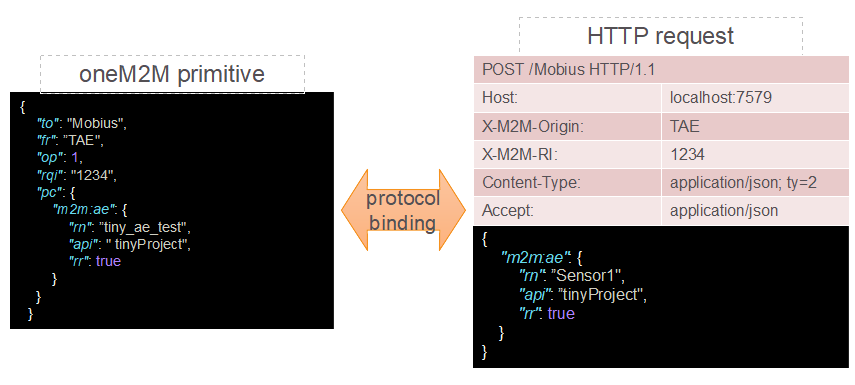 oneM2M primitive
{
"to": "Mobius",
"fr": ”TAE”,
"op": 1,
"rqi": "1234",
"pc": {
"m2m:ae": {
"rn": ”tiny_ae_test",
"api": " tinyProject",
"rr": true
}
}
}
protocol
binding
HTTP request
POST /Mobius HTTP/1.1
Host: localhost:7579
X-M2M-Origin: TAE
X-M2M-RI: 1234
Content-Type: application/json; ty=2
Accept: application/json
{
"m2m:ae": {
"rn": ”Sensor1",
"api": ”tinyProject",
"rr": true
}
}